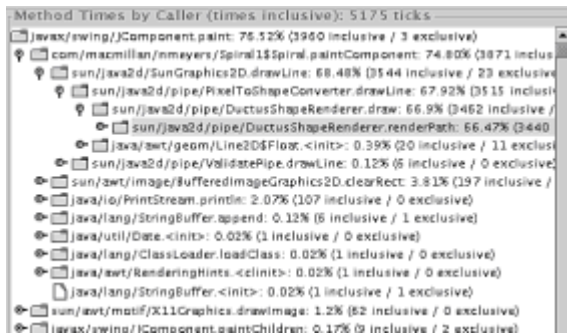 Method Times by Caller (times inclusive): 5175 ticks
javax/swing/JComponent.paint: 76.52% (3960 inclusive / 3 exclusive)
com/macmillan/nmeyers/Spiral1$Spiral.paintComponent: 74.80% (3871 inclus
sun/java2d/SunGraphics2D.drawLine: 68.48% (3544 inclusive / 23 exclusive
sun/java2d/pipe/PixelToShapeConverter.drawLine: 67.92% (3515 inclusiv
sun/java2d/pipe/DuctusShapeRenderer.draw: 66.9% (3462 inclusive /
sun/java2d/pipe/DuctusShapeRenderer.renderPath: 66.47% (3440
java/awt/geom/Line2D$Float.<init>: 0.39% (20 inclusive / 11 exclusi
sun/java2d/pipe/ValidatePipe.drawLine: 0.12% (6 inclusive / 0 exclusive)
sun/awt/image/BufferedImageGraphics2D.clearRect: 3.81% (197 inclusive /
java/io/PrintStream.println: 2.07% (107 inclusive / 0 exclusive)
java/lang/StringBuffer.append: 0.12% (6 inclusive / 0 exclusive)
java/util/Date.<init>: 0.02% (1 inclusive / 0 exclusive)
java/lang/ClassLoader.loadClass: 0.02% (1 inclusive / 0 exclusive)
java/awt/RenderingHints.<clinit>: 0.02% (1 inclusive / 0 exclusive)
java/lang/StringBuffer.<init>: 0.02% (1 inclusive / 1 exclusive)
sun/awt/motif/X11Graphics.drawImage: 1.2% (62 inclusive / 0 exclusive)
javax/swing/JComponent.paintChildren: 0.17% (9 inclusive / 2 exclusive)